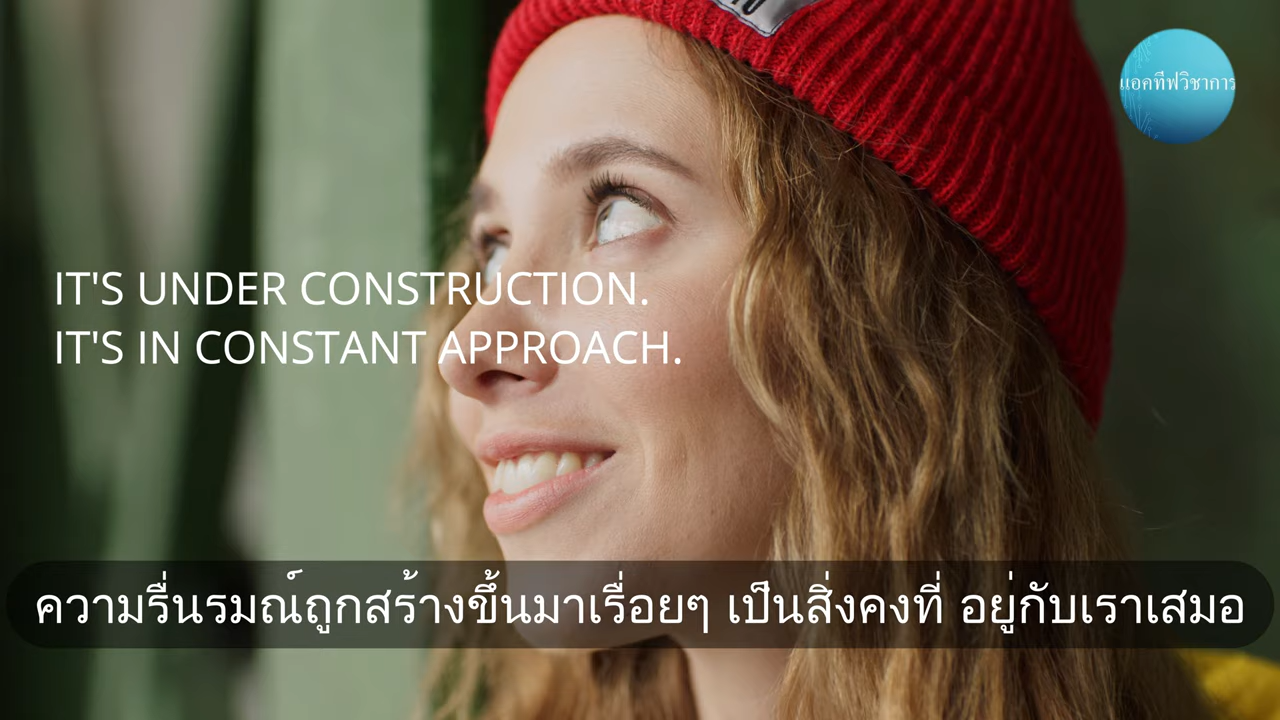 แอคทีฟวิชาการ
IT'S UNDER CONSTRUCTION.
IT'S IN CONSTANT APPROACH.
ความรื่นรมณ์ถูกสร้างขึ้นมาเรื่อยๆ เป็นสิ่งคงที่ อยู่กับเราเสมอ